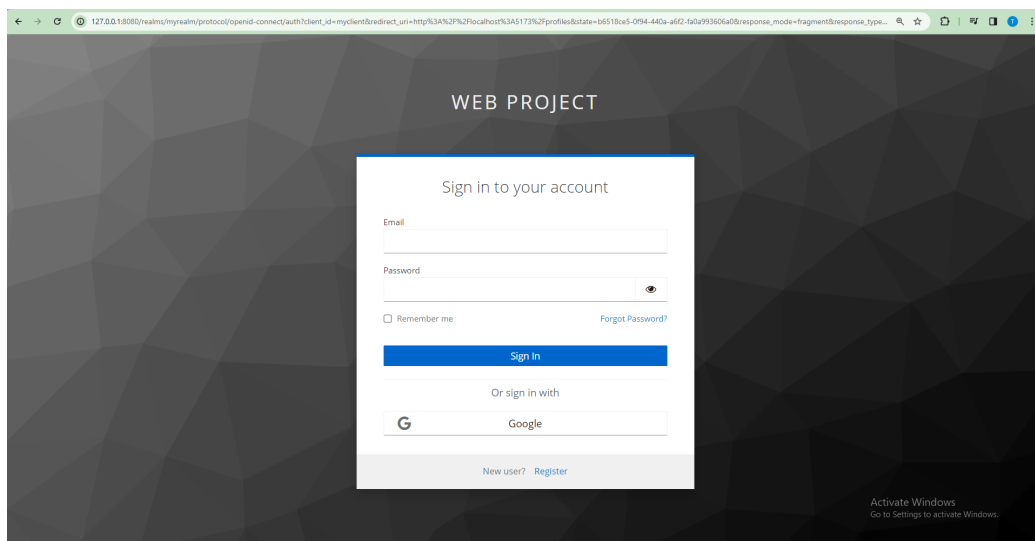 127.0.0.1:8080/realms/myrealm/protocol/openid-connect/auth?client_id=myclient&redirect_uri=http%3A%2F%2Flocalhost%3A5173%2Fprofiles&state=b6518ce5-0f94-440a-a6f2-fa0a993606a0&response_mode=fragment&response_type...
WEB PROJECT
Sign in to your account
Email
Password
Remember me
Forgot Password?
Sign In
Or sign in with
G
Google
New user? Register
Activate Windows
Go to Settings to activate Windows.